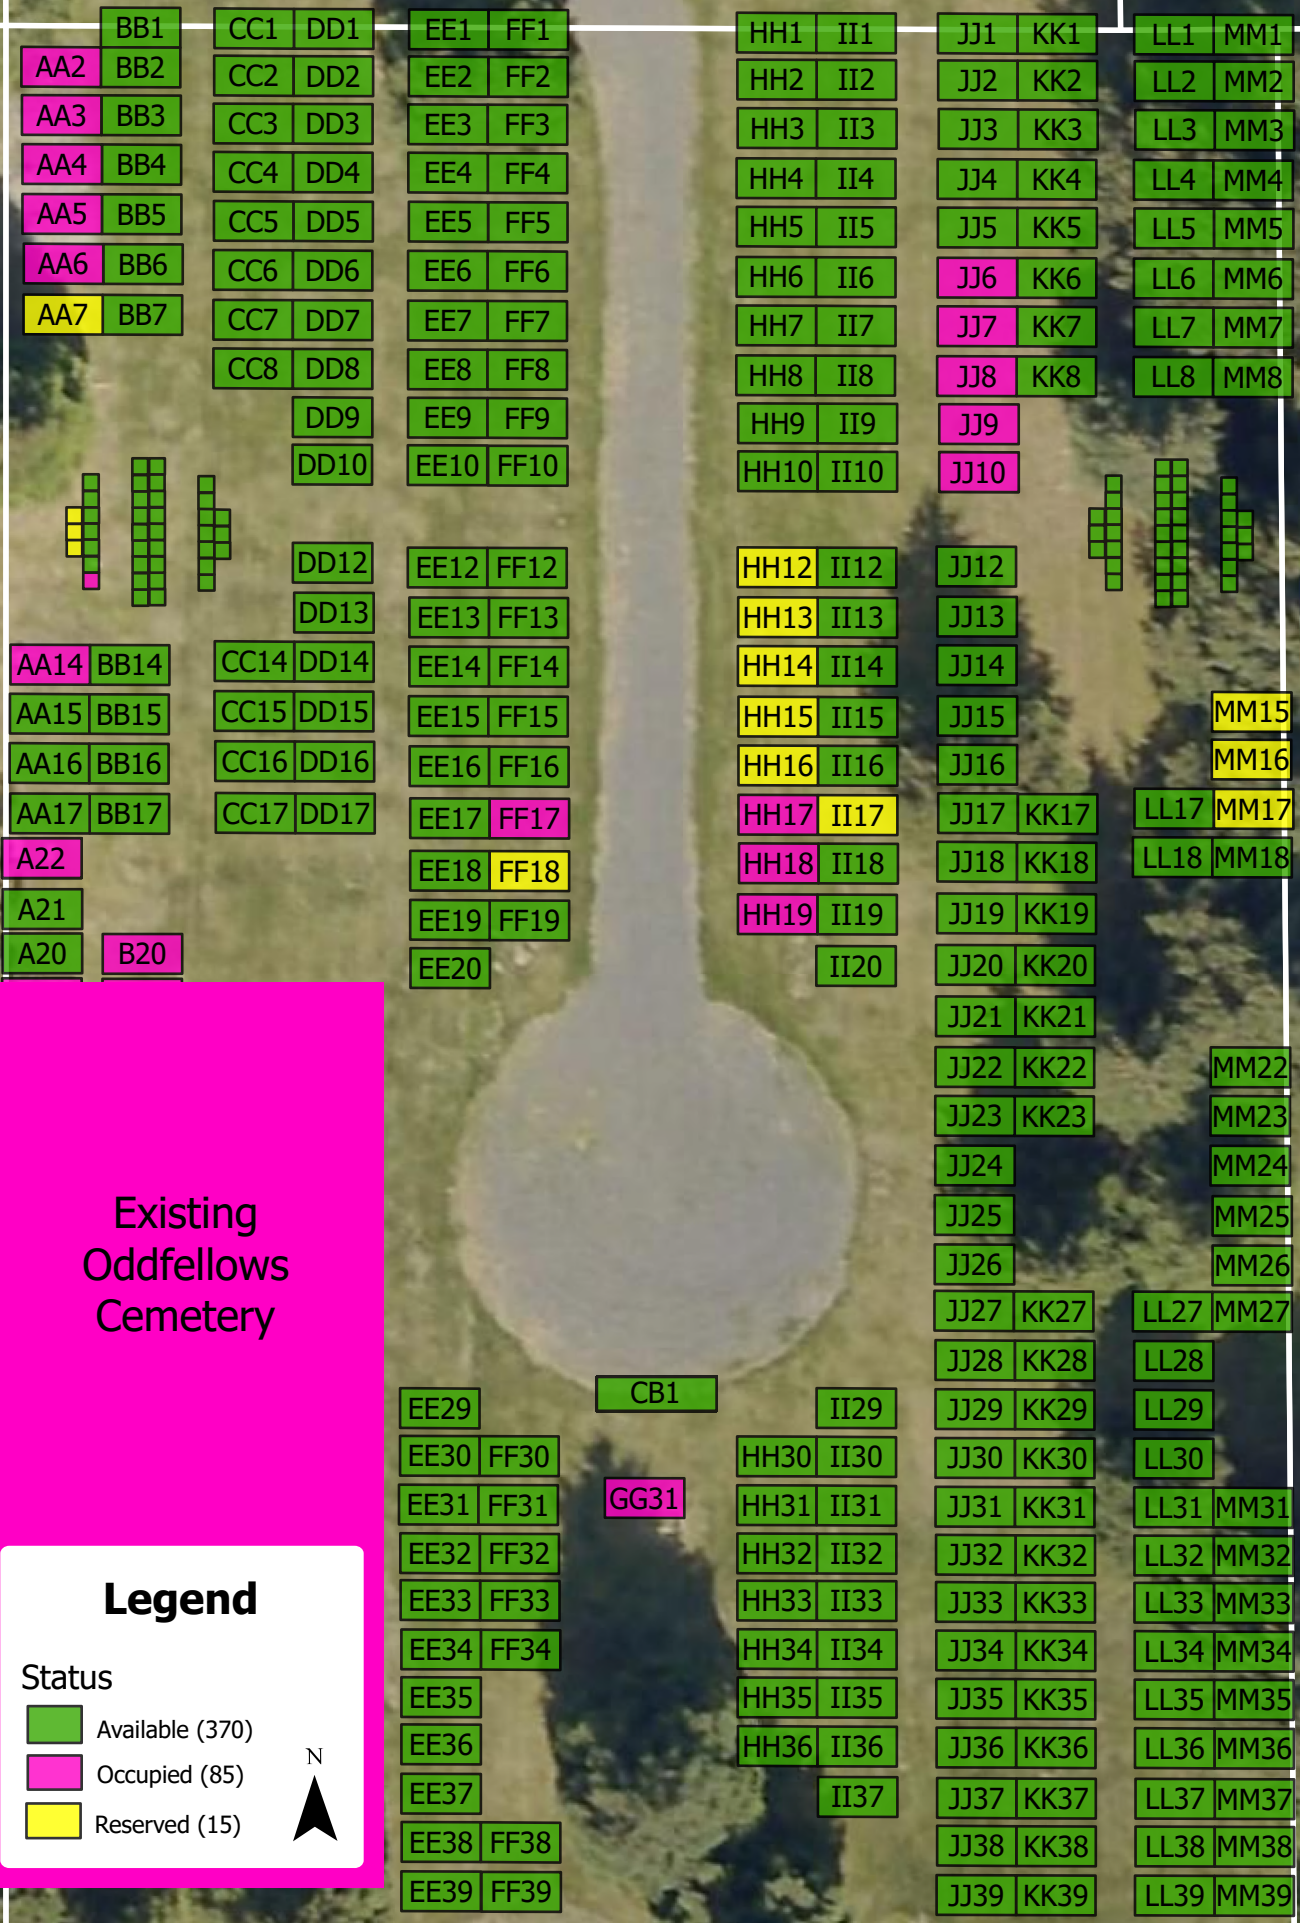 BB1 CC1 DD1 EE1 FF1 HH1 II1 JJ1 KK1 LL1 MM1
AA2 BB2 CC2 DD2 EE2 FF2 HH2 II2 JJ2 KK2 LL2 MM2
AA3 BB3 CC3 DD3 EE3 FF3 HH3 II3 JJ3 KK3 LL3 MM3
AA4 BB4 CC4 DD4 EE4 FF4 HH4 II4 JJ4 KK4 LL4 MM4
AA5 BB5 CC5 DD5 EE5 FF5 HH5 II5 JJ5 KK5 LL5 MM5
AA6 BB6 CC6 DD6 EE6 FF6 HH6 II6 JJ6 KK6 LL6 MM6
AA7 BB7 CC7 DD7 EE7 FF7 HH7 II7 JJ7 KK7 LL7 MM7
CC8 DD8 EE8 FF8 HH8 II8 JJ8 KK8 LL8 MM8
DD9 EE9 FF9 HH9 II9 JJ9
DD10 EE10 FF10 HH10 II10 JJ10
DD12 EE12 FF12 HH12 II12 JJ12
DD13 EE13 FF13 HH13 II13 JJ13
AA14 BB14 CC14 DD14 EE14 FF14 HH14 II14 JJ14
AA15 BB15 CC15 DD15 EE15 FF15 HH15 II15 JJ15 MM15
AA16 BB16 CC16 DD16 EE16 FF16 HH16 II16 JJ16 MM16
AA17 BB17 CC17 DD17 EE17 FF17 HH17 II17 JJ17 KK17 LL17 MM17
A22 EE18 FF18 HH18 II18 JJ18 KK18 LL18 MM18
A21 EE19 FF19 HH19 II19 JJ19 KK19
A20 B20 EE20 II20 JJ20 KK20
JJ21 KK21
JJ22 KK22 MM22
JJ23 KK23 MM23
JJ24 MM24
JJ25 MM25
JJ26 MM26
JJ27 KK27 LL27 MM27
Existing
Oddfellows
Cemetery
JJ28 KK28 LL28
CB1
EE29 II29 JJ29 KK29 LL29
EE30 FF30 HH30 II30 JJ30 KK30 LL30
EE31 FF31 GG31 HH31 II31 JJ31 KK31 LL31 MM31
EE32 FF32 HH32 II32 JJ32 KK32 LL32 MM32
EE33 FF33 HH33 II33 JJ33 KK33 LL33 MM33
EE34 FF34 HH34 II34 JJ34 KK34 LL34 MM34
EE35 HH35 II35 JJ35 KK35 LL35 MM35
EE36 HH36 II36 JJ36 KK36 LL36 MM36
EE37 II37 JJ37 KK37 LL37 MM37
EE38 FF38 JJ38 KK38 LL38 MM38
EE39 FF39 JJ39 KK39 LL39 MM39
Legend
Status
Available (370)
Occupied (85)
Reserved (15)
N